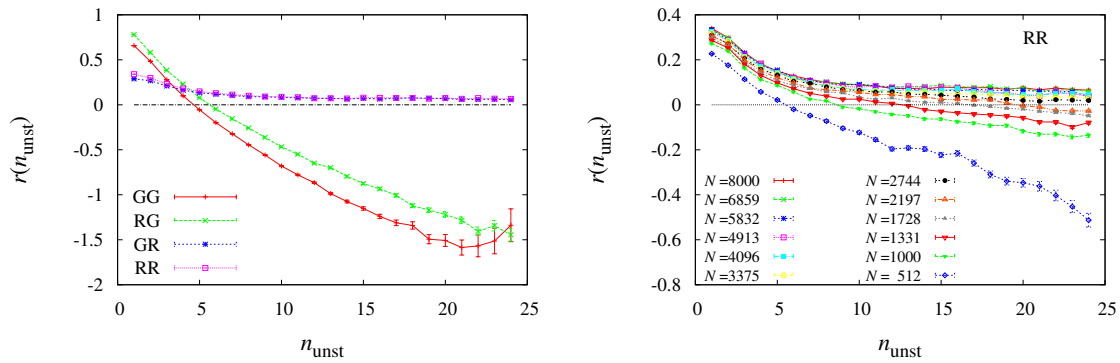 r(n_unst)
1
0.5
0
-0.5
-1
-1.5
-2
GG
RG
GR
RR
0 5 10 15 20 25
n_unst
RR
r(n_unst)
0.4
0.2
0
-0.2
-0.4
-0.6
-0.8
N =8000
N =6859
N =5832
N =4913
N =4096
N =3375
N =2744
N =2197
N =1728
N =1331
N =1000
N = 512
0 5 10 15 20 25
n_unst